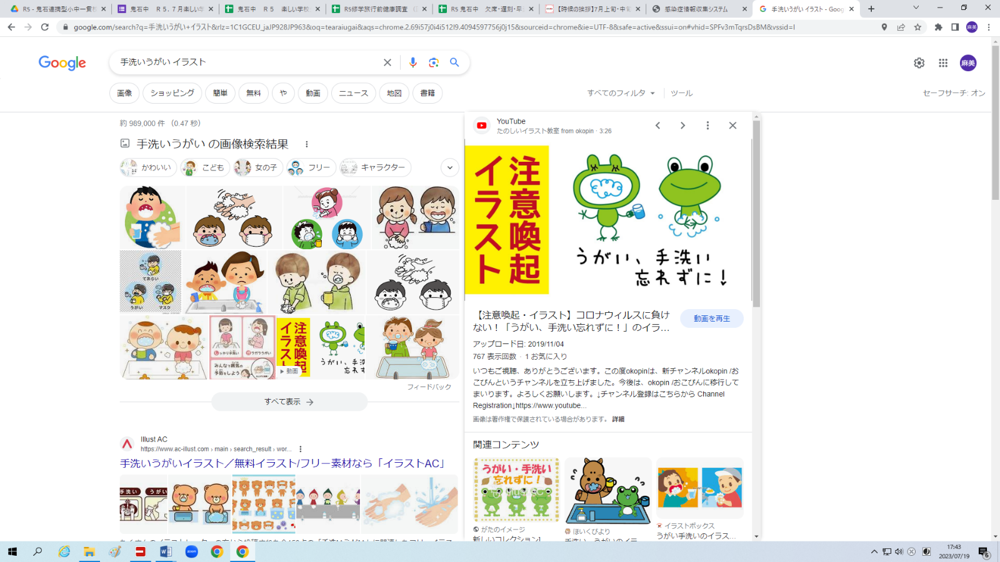 R5 - 鬼石連携型小中一貫校
鬼石中　R５.７月楽しい学
鬼石中　R５　楽しい学校
R5修学旅行前健康調査
R5 鬼石中　欠席・遅刻・早
【時候の挨拶】7月上旬・中旬
感染症情報収集システム
手洗いうがい イラスト - Goog
google.com/search?q=手洗いうがい+イラスト&rlz=1C1GCEU_jaJP928JP963&oq=tearaiugai&aqs=chrome.2.69i57j0i4i512l9.4094597756j0j15&sourceid=chrome&ie=UTF-8&safe=active&ssui=on#vhid=SPFv3mTqrsDsBM&vssid=l
麻美
Google
手洗いうがい イラスト
麻美
画像
ショッピング
簡単
無料
や
動画
ニュース
地図
書籍
すべてのフィルタ
ツール
セーフサーチ: オン
約 989,000 件 （0.47 秒）
手洗いうがい の画像検索結果
かわいい
こども
女の子
フリー
キャラクター
てあらい
うがい
マスク
しっかり手洗い
ガラガラうがい
みんなで病気の
予防をしよう
注意喚起
イラスト
うがい、手洗
動画
フィードバック
すべて表示
Illust AC
https://www.ac-illust.com › main › search_result › wor...
手洗いうがいイラスト／無料イラスト/フリー素材なら「イラストAC」
手洗い
うがい
YouTube
たのしいイラスト教室 from okopin · 3:26
注意喚起
イラスト
うがい、手洗い
忘れずに！
【注意喚起・イラスト】コロナウィルスに負け
ない！「うがい、手洗い忘れずに！」のイラ...
動画を再生
アップロード日: 2019/11/04
767 表示回数 · 1 お気に入り
いつもご視聴、ありがとうございます。この度okopinは、新チャンネルokopin /お
こぴんというチャンネルを立ち上げました。今後は、okopin /おこぴんに移行して
まいります。よろしくお願いします。↓チャンネル登録はこちらから Channel
Registration↓https://www.youtube...
画像は著作権で保護されている場合があります。 詳細
関連コンテンツ
うがい・手洗い
忘れずに！
がたのイメージ
新しいコレクション]
ほいくびより
手洗い うがいのイラ
イラストボックス
うがい手洗いのイラス...
zoom
17:43
2023/07/19
6